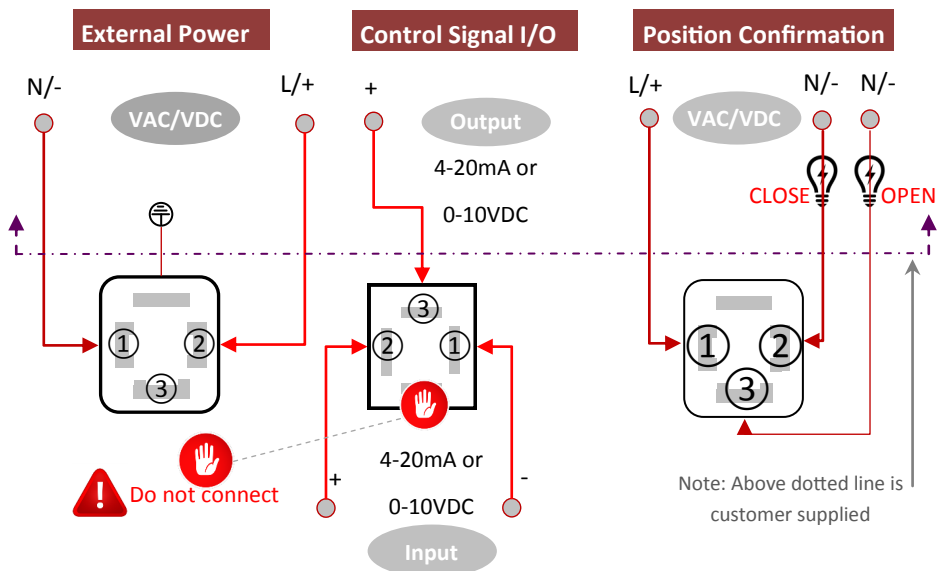 External Power
Control Signal I/O
Position Confirmation
N/-
L/+
+
L/+
N/-
N/-
VAC/VDC
Output
VAC/VDC
4-20mA or
0-10VDC
CLOSE
OPEN
1
2
3
3
2
1
1
2
3
4-20mA or
0-10VDC
+
-
Input
! Do not connect
Note: Above dotted line is
customer supplied